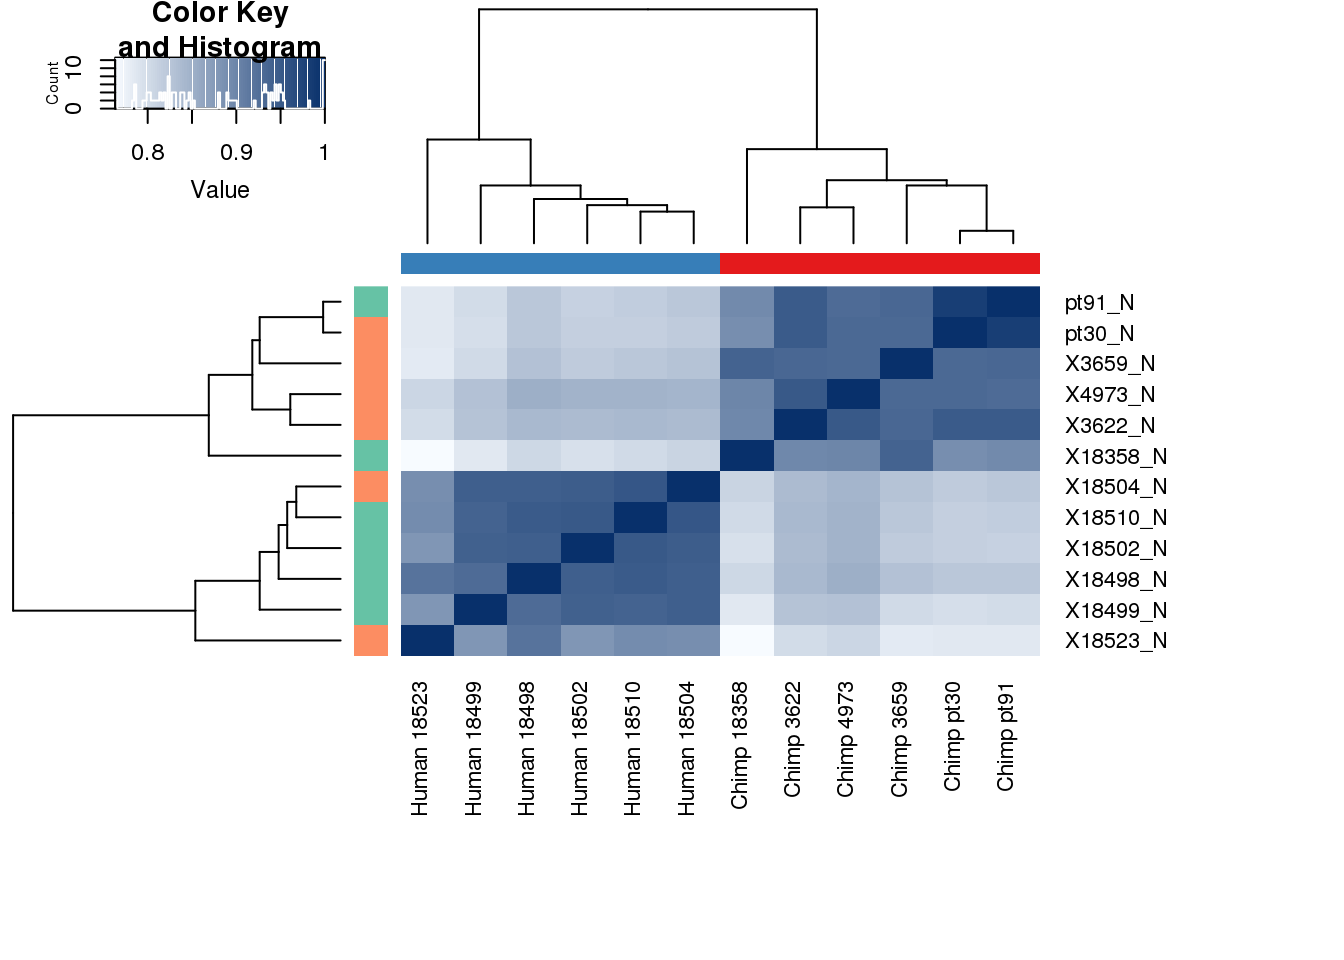 Color Key
and Histogram
Count
0 10
0.8 0.9 1
Value
pt91_N
pt30_N
X3659_N
X4973_N
X3622_N
X18358_N
X18504_N
X18510_N
X18502_N
X18498_N
X18499_N
X18523_N
Human 18523
Human 18499
Human 18498
Human 18502
Human 18510
Human 18504
Chimp 18358
Chimp 3622
Chimp 4973
Chimp 3659
Chimp pt30
Chimp pt91